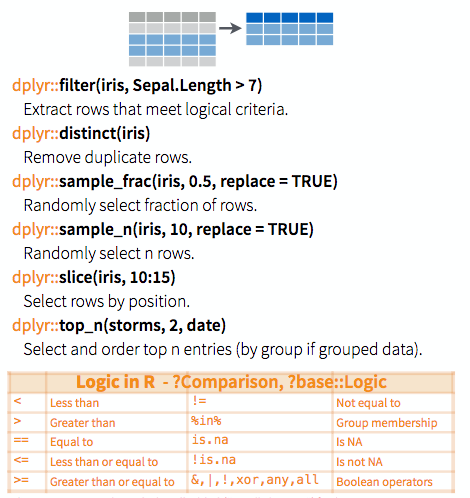 dplyr::filter(iris, Sepal.Length > 7)
Extract rows that meet logical criteria.
dplyr::distinct(iris)
Remove duplicate rows.
dplyr::sample_frac(iris, 0.5, replace = TRUE)
Randomly select fraction of rows.
dplyr::sample_n(iris, 10, replace = TRUE)
Randomly select n rows.
dplyr::slice(iris, 10:15)
Select rows by position.
dplyr::top_n(storms, 2, date)
Select and order top n entries (by group if grouped data).
Logic in R - ?Comparison, ?base::Logic
< Less than != Not equal to
> Greater than %in% Group membership
== Equal to is.na Is NA
<= Less than or equal to !is.na Is not NA
>= Greater than or equal to &,|,!,xor,any,all Boolean operators